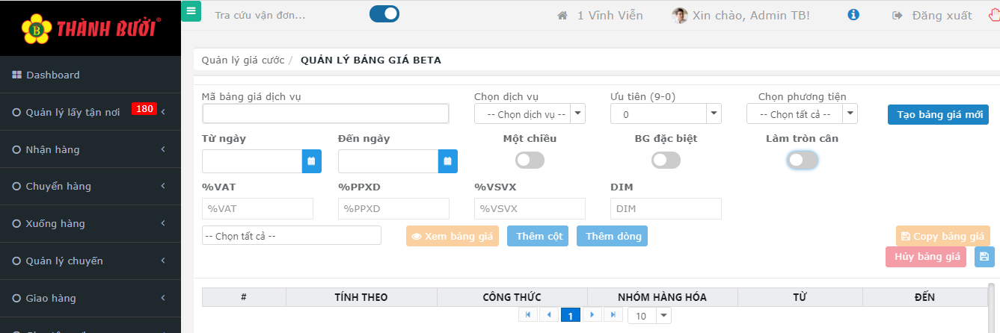 THÀNH BƯỞI®
B
Tra cứu vận đơn...
1 Vĩnh Viễn
Xin chào, Admin TB!
Đăng xuất
Dashboard
Quản lý lấy tận nơi 180
Nhận hàng
Chuyển hàng
Xuống hàng
Quản lý chuyến
Giao hàng
Quản lý giá cước / QUẢN LÝ BẢNG GIÁ BETA
Mã bảng giá dịch vụ
Chọn dịch vụ
Ưu tiên (9-0)
Chọn phương tiện
-- Chọn dịch vụ --
0
-- Chọn tất cả --
Tạo bảng giá mới
Từ ngày
Đến ngày
Một chiều
BG đặc biệt
Làm tròn cân
%VAT
%PPXD
%VSVX
DIM
%VAT
%PPXD
%VSVX
DIM
-- Chọn tất cả --
Xem bảng giá
Thêm cột
Thêm dòng
Copy bảng giá
Hủy bảng giá
# TÍNH THEO CÔNG THỨC NHÓM HÀNG HÓA TỪ ĐẾN
1
10